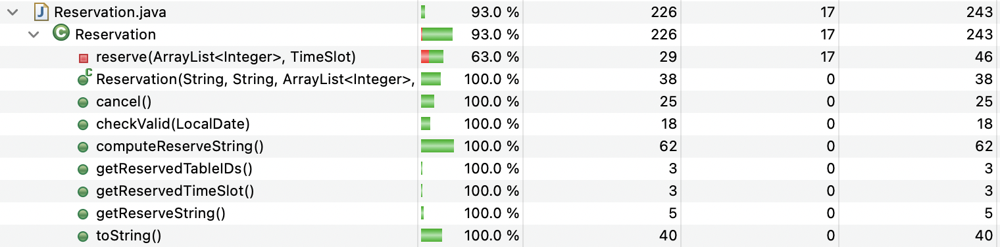 J Reservation.java 93.0 % 226 17 243
C Reservation 93.0 % 226 17 243
reserve(ArrayList<Integer>, TimeSlot) 63.0 % 29 17 46
C Reservation(String, String, ArrayList<Integer>, 100.0 % 38 0 38
cancel() 100.0 % 25 0 25
checkValid(LocalDate) 100.0 % 18 0 18
computeReserveString() 100.0 % 62 0 62
getReservedTableIDs() 100.0 % 3 0 3
getReservedTimeSlot() 100.0 % 3 0 3
getReserveString() 100.0 % 5 0 5
toString() 100.0 % 40 0 40